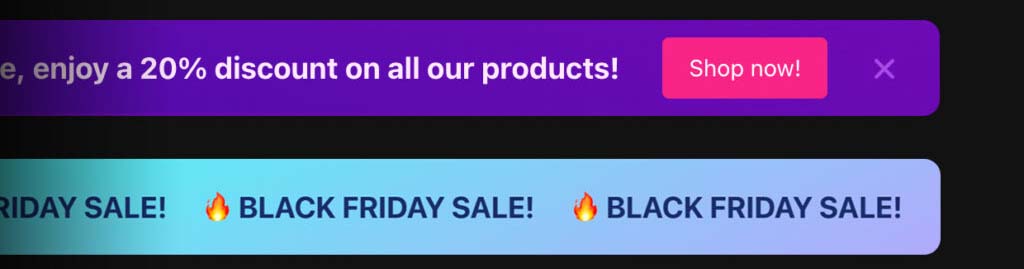 e, enjoy a 20% discount on all our products! Shop now!
RIDAY SALE! 🔥 BLACK FRIDAY SALE! 🔥 BLACK FRIDAY SALE!